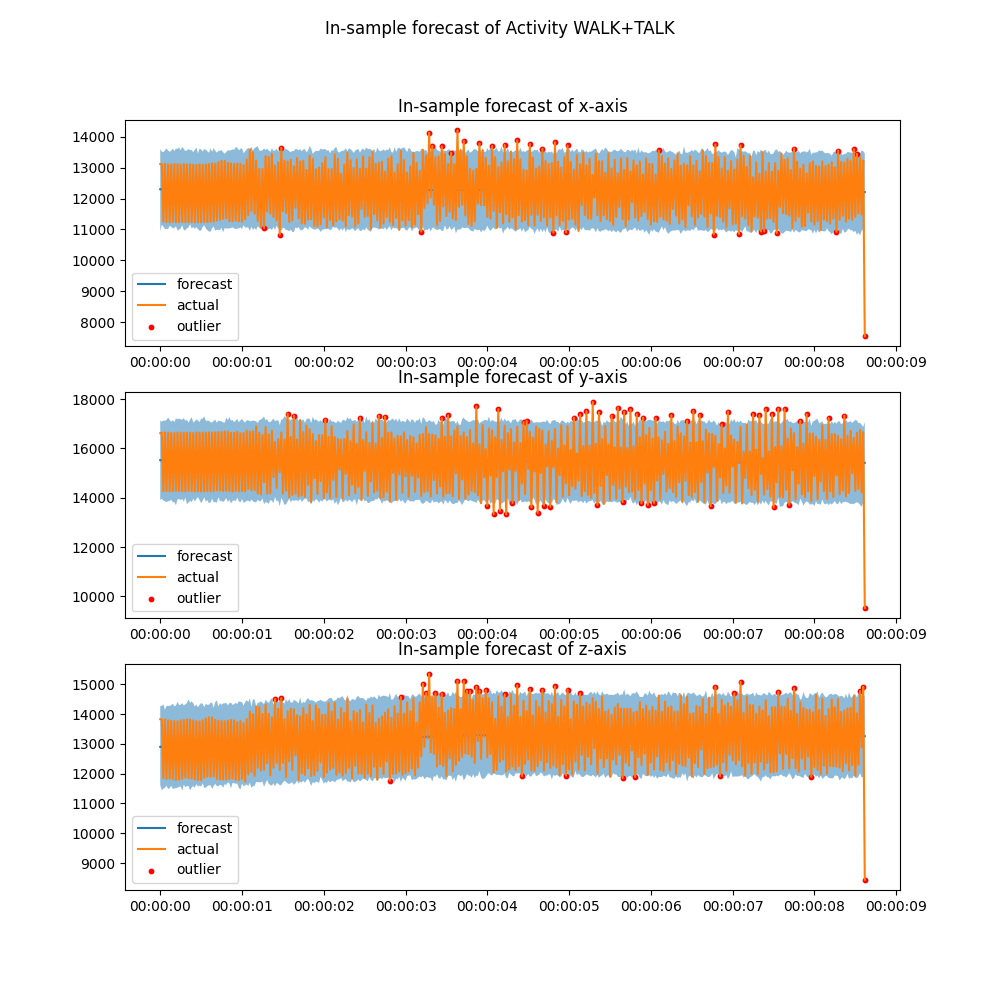 In-sample forecast of Activity WALK+TALK
In-sample forecast of x-axis
14000
13000
12000
11000
10000
9000
8000
forecast
actual
outlier
00:00:00 00:00:01 00:00:02 00:00:03 00:00:04 00:00:05 00:00:06 00:00:07 00:00:08 00:00:09
In-sample forecast of y-axis
18000
16000
14000
12000
10000
forecast
actual
outlier
00:00:00 00:00:01 00:00:02 00:00:03 00:00:04 00:00:05 00:00:06 00:00:07 00:00:08 00:00:09
In-sample forecast of z-axis
15000
14000
13000
12000
11000
10000
9000
forecast
actual
outlier
00:00:00 00:00:01 00:00:02 00:00:03 00:00:04 00:00:05 00:00:06 00:00:07 00:00:08 00:00:09